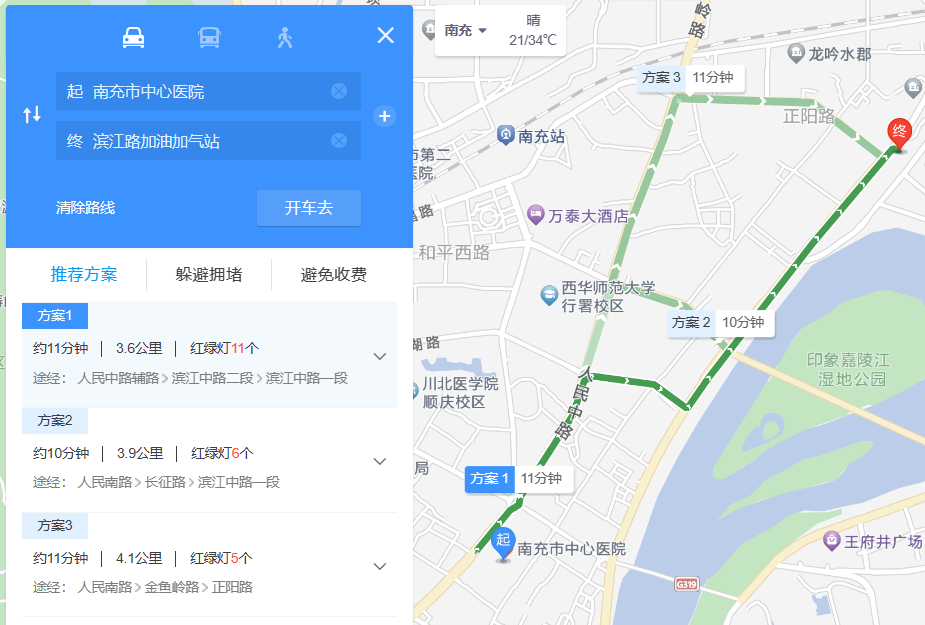 起 南充市中心医院
终 滨江路加油加气站
清除路线
开车去
推荐方案
躲避拥堵
避免收费
方案1
约11分钟 | 3.6公里 | 红绿灯11个
途经： 人民中路辅路 > 滨江中路二段 > 滨江中路一段
方案2
约10分钟 | 3.9公里 | 红绿灯6个
途经： 人民南路 > 长征路 > 滨江中路一段
方案3
约11分钟 | 4.1公里 | 红绿灯5个
途经： 人民南路 > 金鱼岭路 > 正阳路
南充
晴
21/34℃
岭路
龙吟水郡
方案 3 11分钟
正阳路
终
南充站
市第二
医院
昌路
万泰大酒店
和平西路
西华师范大学
行署校区
方案 2 10分钟
湖路
印象嘉陵江
湿地公园
川北医学院
顺庆校区
人民中路
局
方案 1 11分钟
起
南充市中心医院
王府井广场
G319